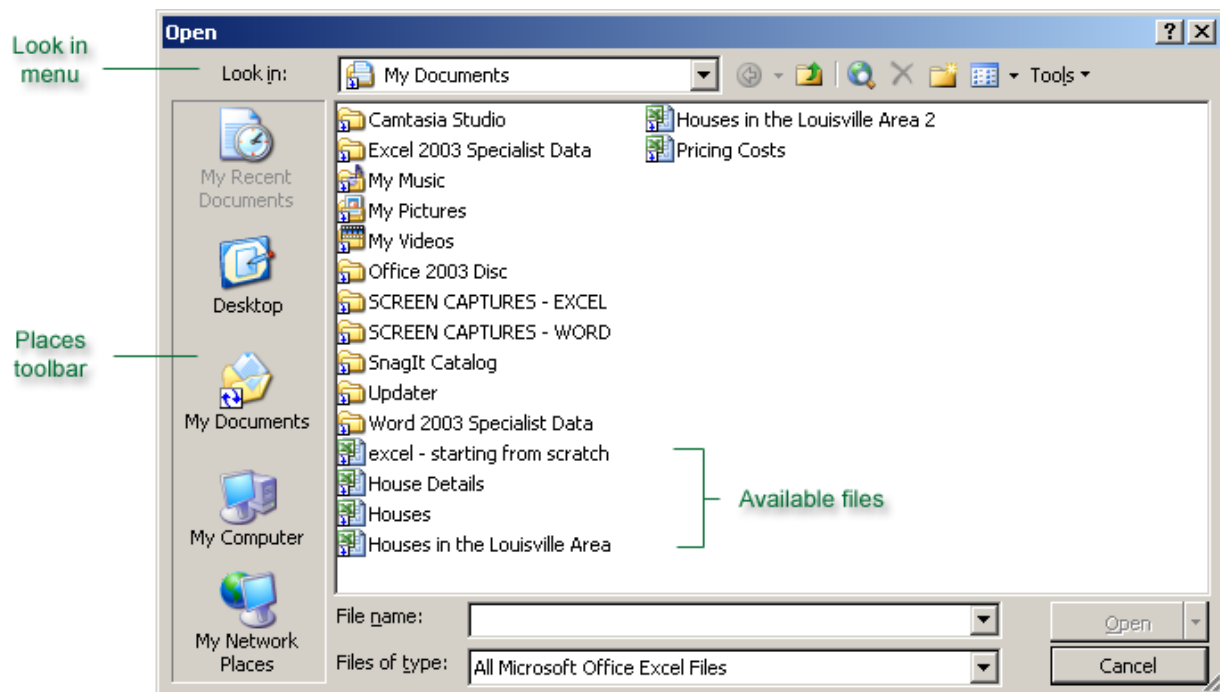 Open
Look in
menu
Look in:
My Documents
Tools
My Recent
Documents
Desktop
Places
toolbar
My Documents
My Computer
My Network
Places
Camtasia Studio
Excel 2003 Specialist Data
My Music
My Pictures
My Videos
Office 2003 Disc
SCREEN CAPTURES - EXCEL
SCREEN CAPTURES - WORD
SnagIt Catalog
Updater
Word 2003 Specialist Data
excel - starting from scratch
House Details
Houses
Houses in the Louisville Area
Houses in the Louisville Area 2
Pricing Costs
Available files
File name:
Open
Files of type:
All Microsoft Office Excel Files
Cancel